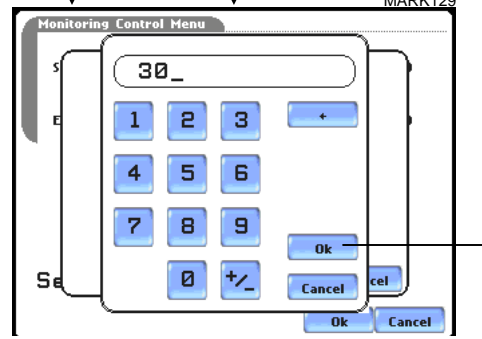 MARK129
Monitoring Control Menu
30_
1 2 3
4 5 6
7 8 9
Ok
0 +/_
Cancel
Ok Cancel